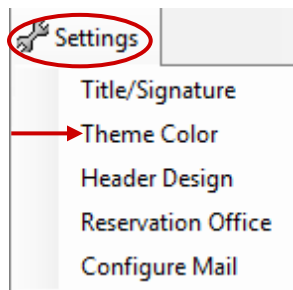 Settings
Title/Signature
Theme Color
Header Design
Reservation Office
Configure Mail